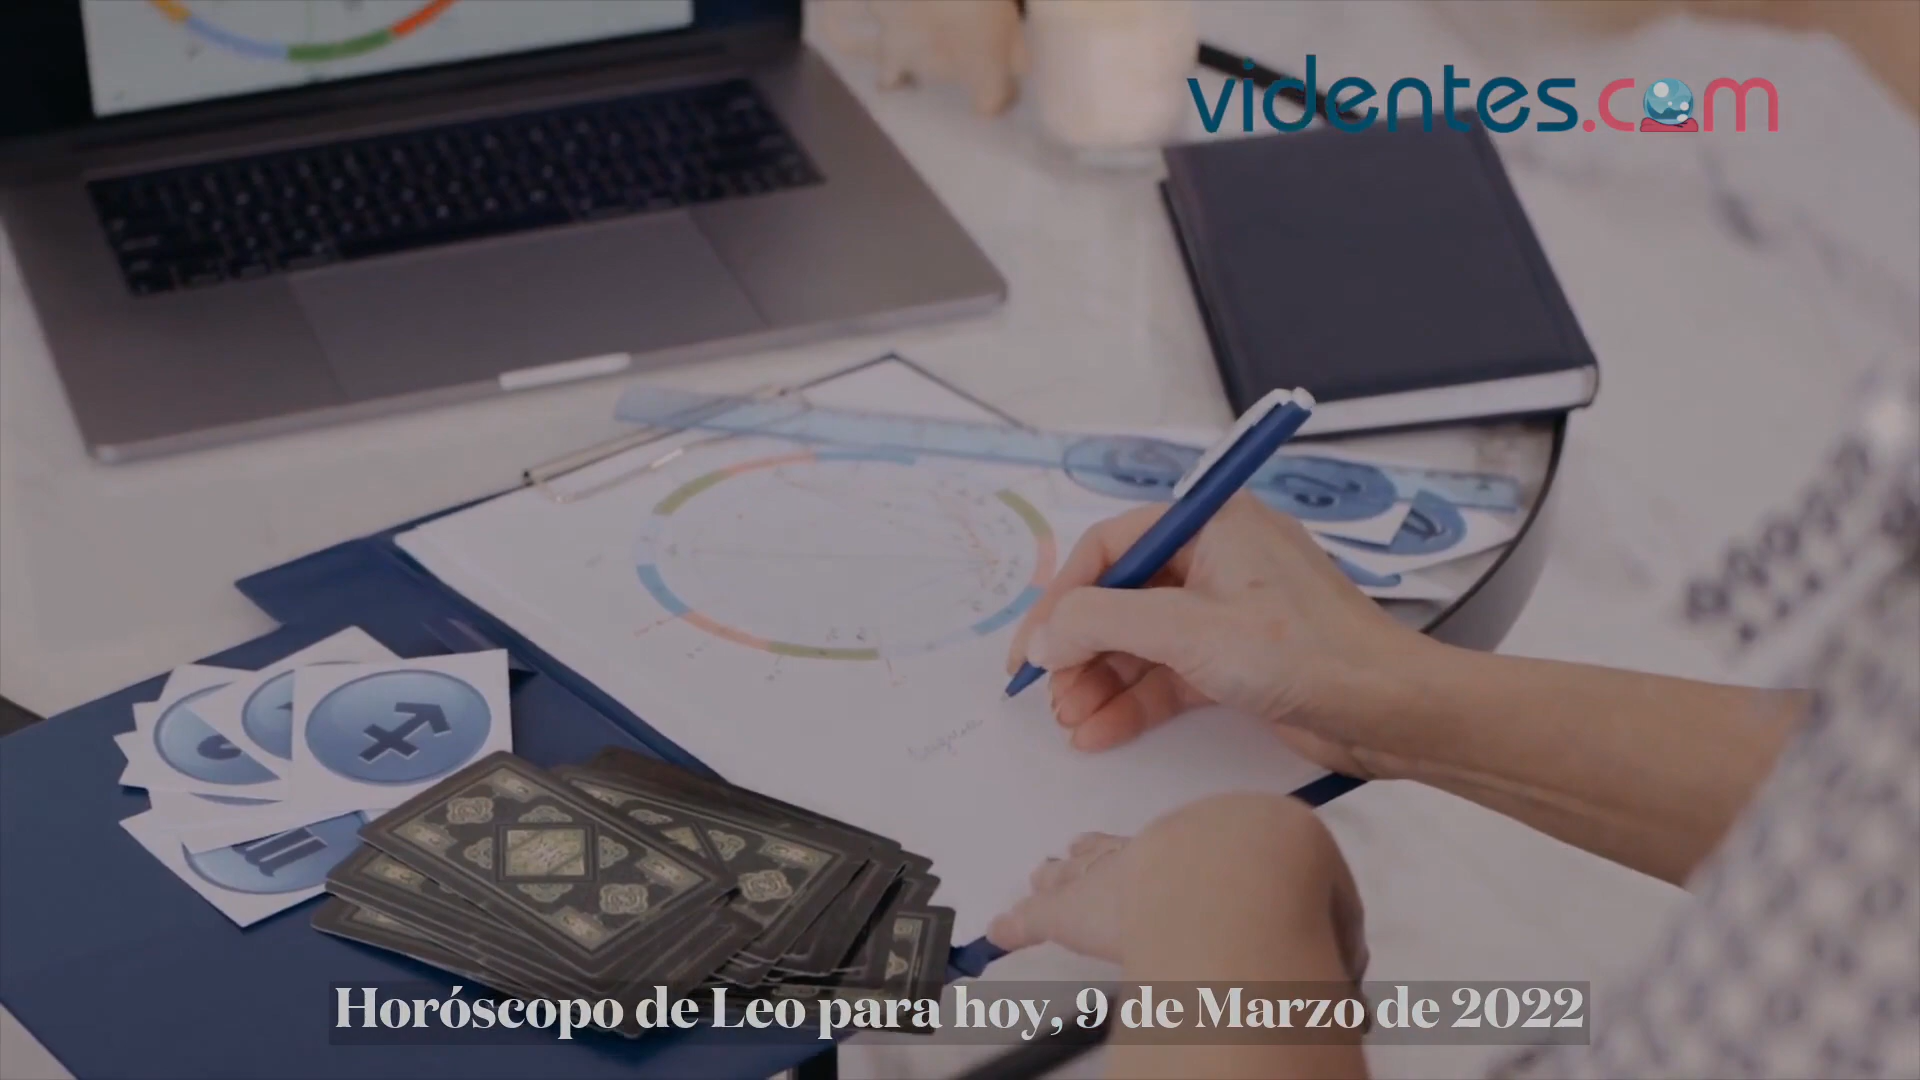 videntes.com
Horóscopo de Leo para hoy, 9 de Marzo de 2022